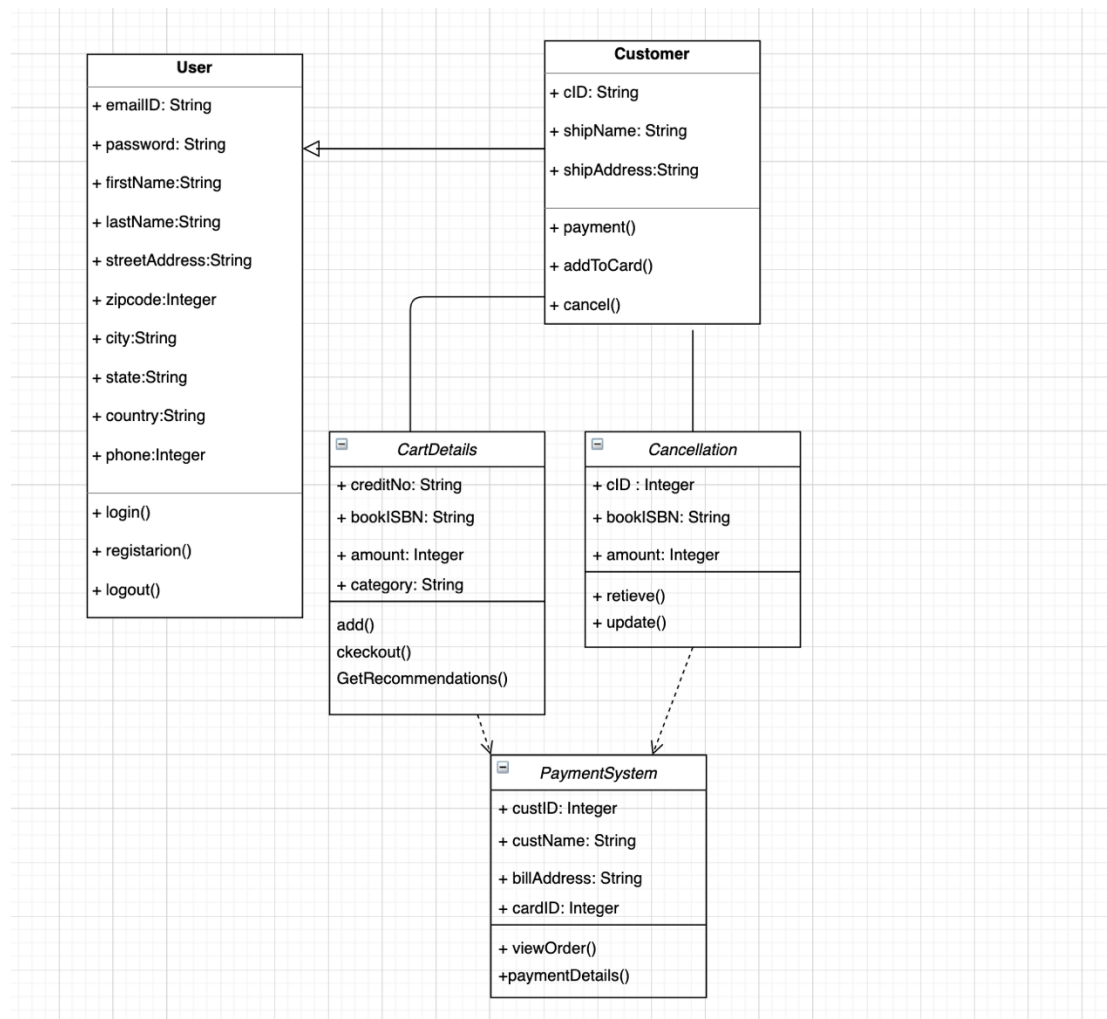 User
+ emailID: String
+ password: String
+ firstName:String
+ lastName:String
+ streetAddress:String
+ zipcode:Integer
+ city:String
+ state:String
+ country:String
+ phone:Integer
+ login()
+ registarion()
+ logout()
Customer
+ cID: String
+ shipName: String
+ shipAddress:String
+ payment()
+ addToCard()
+ cancel()
CartDetails
+ creditNo: String
+ bookISBN: String
+ amount: Integer
+ category: String
add()
ckeckout()
GetRecommendations()
Cancellation
+ cID : Integer
+ bookISBN: String
+ amount: Integer
+ retieve()
+ update()
PaymentSystem
+ custID: Integer
+ custName: String
+ billAddress: String
+ cardID: Integer
+ viewOrder()
+paymentDetails()